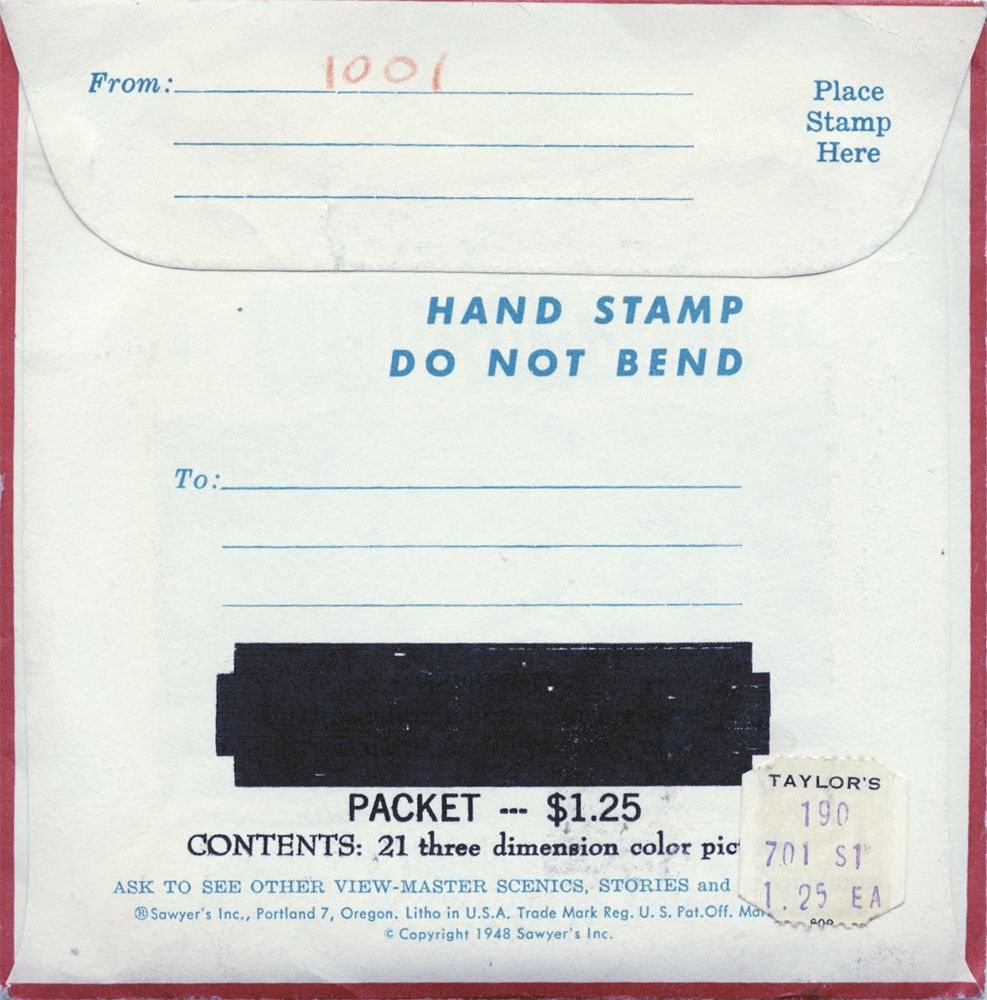 From: 1001
Place
Stamp
Here
HAND STAMP
DO NOT BEND
To:
PACKET --- $1.25
CONTENTS: 21 three dimension color pic
ASK TO SEE OTHER VIEW-MASTER SCENICS, STORIES and
® Sawyer's Inc., Portland 7, Oregon. Litho in U.S.A. Trade Mark Reg. U. S. Pat. Off.
© Copyright 1948 Sawyer's Inc.
TAYLOR'S
190
701 S1
1.25 EA